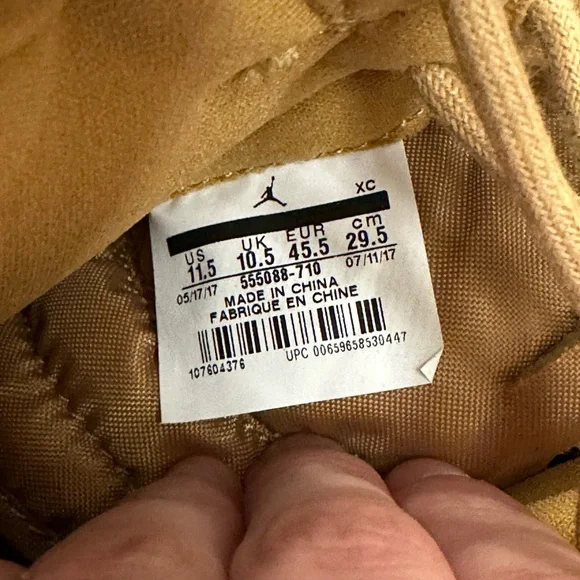 XC
US UK EUR cm
11.5 10.5 45.5 29.5
05/17/17 555088-710 07/11/17
MADE IN CHINA
FABRIQUE EN CHINE
107604376 UPC 00659658530447